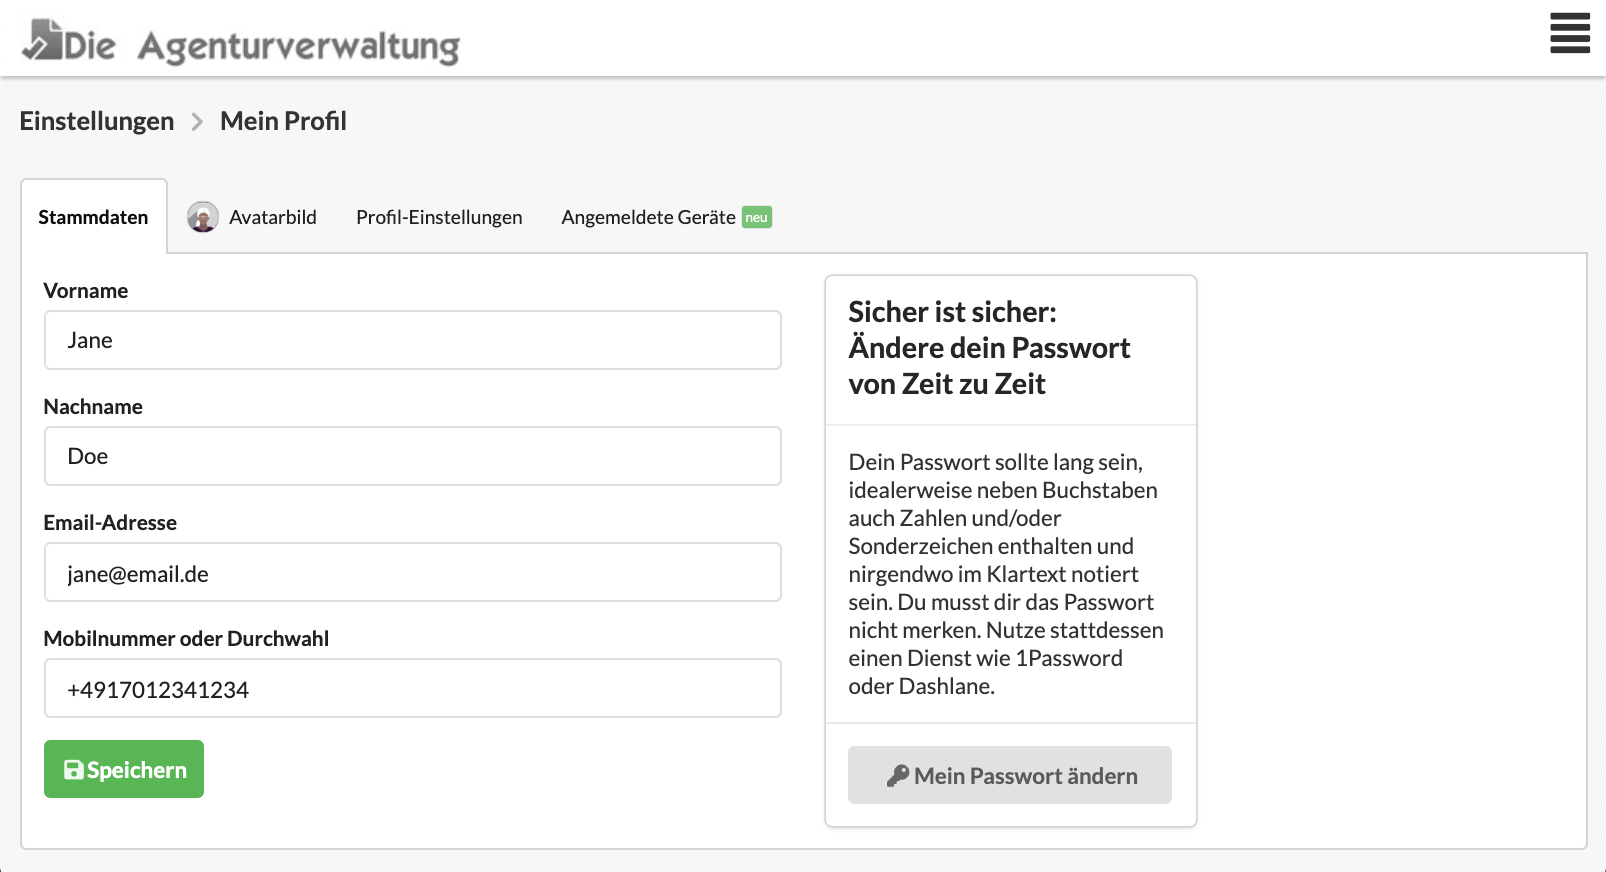 Die Agenturverwaltung
Einstellungen > Mein Profil
Stammdaten Avatarbild Profil-Einstellungen Angemeldete Geräte neu
Vorname
Jane
Nachname
Doe
Email-Adresse
jane@email.de
Mobilnummer oder Durchwahl
+4917012341234
Speichern
Sicher ist sicher:
Ändere dein Passwort
von Zeit zu Zeit
Dein Passwort sollte lang sein,
idealerweise neben Buchstaben
auch Zahlen und/oder
Sonderzeichen enthalten und
nirgendwo im Klartext notiert
sein. Du musst dir das Passwort
nicht merken. Nutze stattdessen
einen Dienst wie 1Password
oder Dashlane.
Mein Passwort ändern